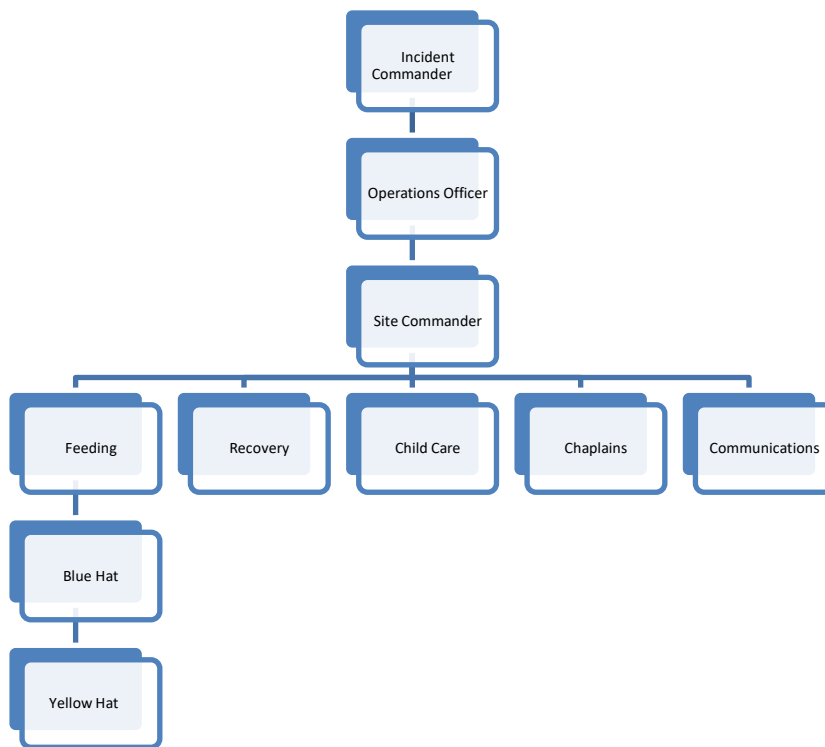 Incident
Commander
Operations Officer
Site Commander
Feeding
Recovery
Child Care
Chaplains
Communications
Blue Hat
Yellow Hat